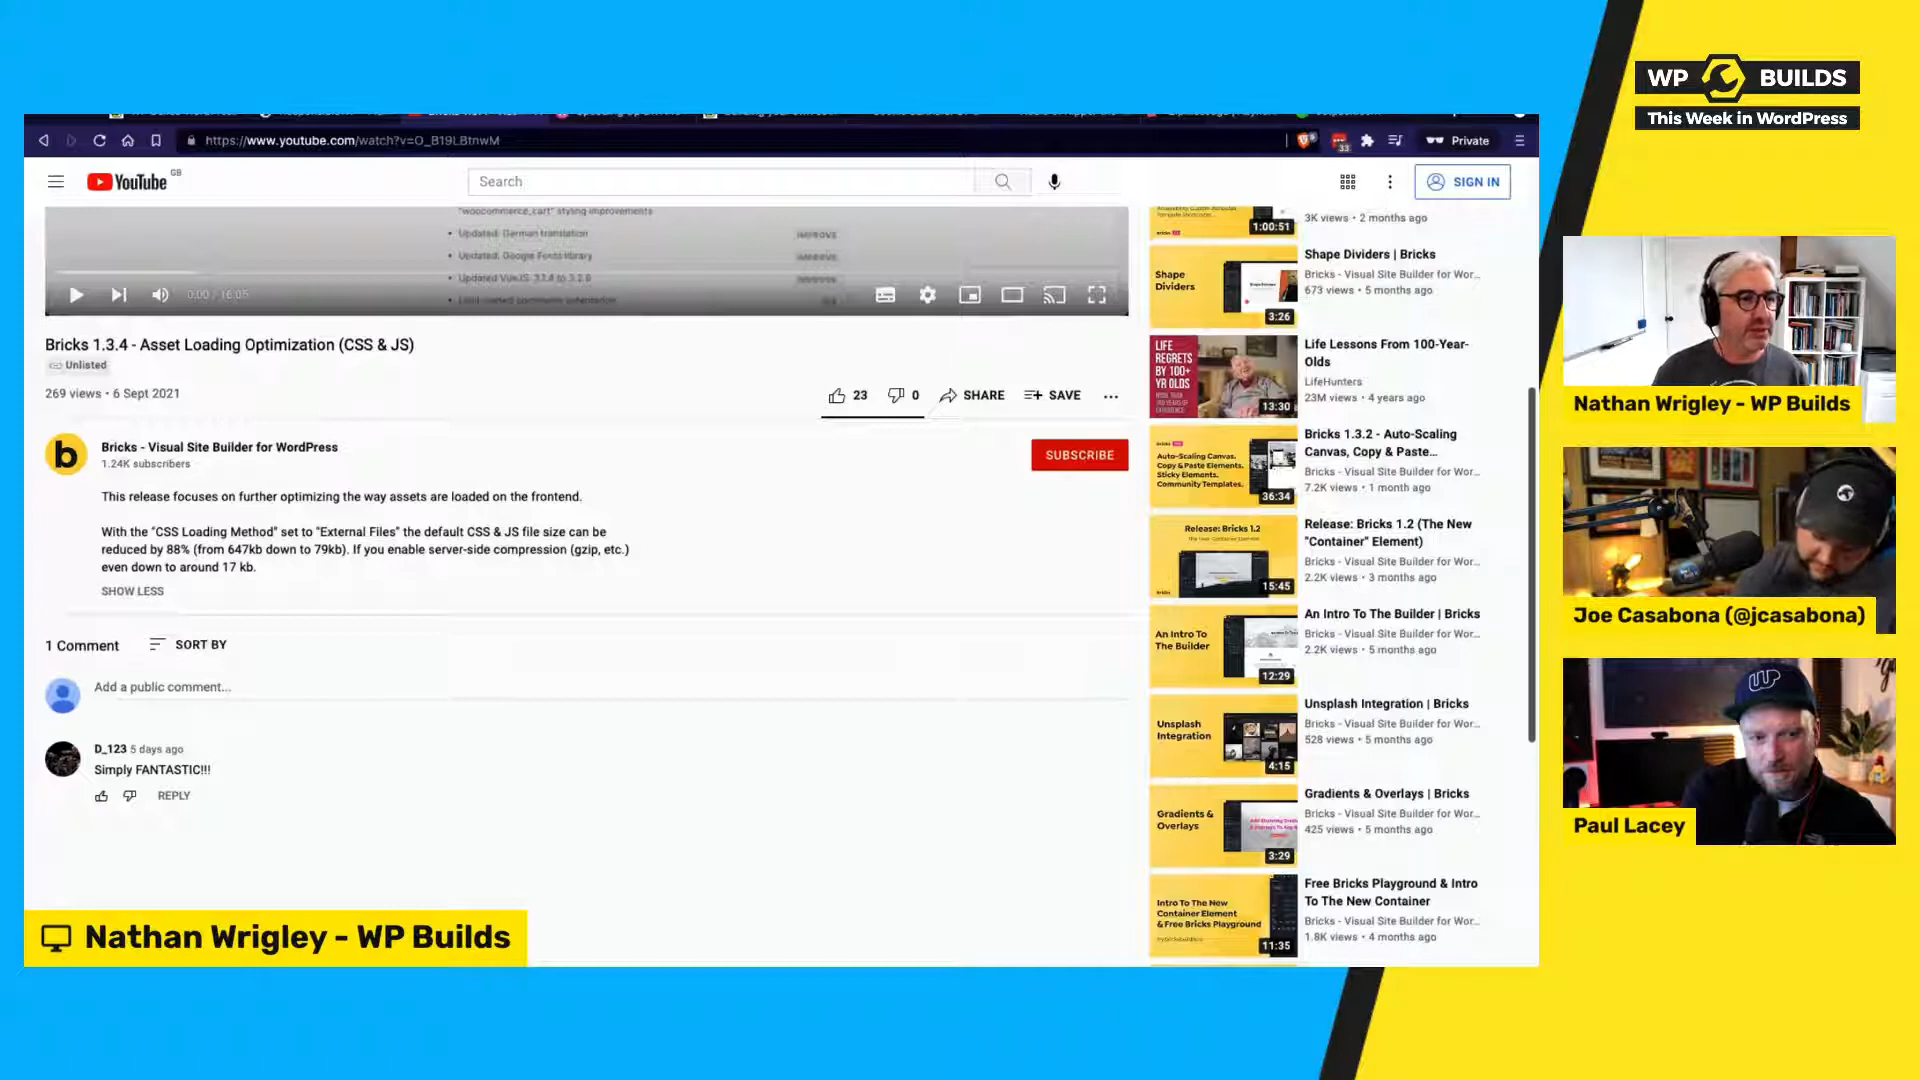 WP BUILDS
This Week in WordPress
https://www.youtube.com/watch?v=O_B19LBtnwM
33
Private
YouTube GB
Search
SIGN IN
"woocommerce_cart" styling improvements
Updated: German translation
IMPROVE
Updated: Google Fonts library
IMPROVE
IMPROVE
0:00 / 16:05
Bricks 1.3.4 - Asset Loading Optimization (CSS & JS)
Unlisted
269 views • 6 Sept 2021
23
0
SHARE
SAVE
b
Bricks - Visual Site Builder for WordPress
1.24K subscribers
SUBSCRIBE
This release focuses on further optimizing the way assets are loaded on the frontend.
With the "CSS Loading Method" set to "External Files" the default CSS & JS file size can be
reduced by 88% (from 647kb down to 79kb). If you enable server-side compression (gzip, etc.)
even down to around 17 kb.
SHOW LESS
1 Comment
SORT BY
Add a public comment...
D_123 5 days ago
Simply FANTASTIC!!!
REPLY
1:00:51
3K views • 2 months ago
Shape
Dividers
3:26
Shape Dividers | Bricks
Bricks - Visual Site Builder for Wor...
673 views • 5 months ago
LIFE
REGRETS
BY 100+
YR OLDS
13:30
Life Lessons From 100-Year-
Olds
LifeHunters
23M views • 4 years ago
Auto-Scaling Canvas.
Copy & Paste Elements.
Sticky Elements.
Community Templates.
36:34
Bricks 1.3.2 - Auto-Scaling
Canvas, Copy & Paste...
Bricks - Visual Site Builder for Wor...
7.2K views • 1 month ago
Release: Bricks 1.2
15:45
Release: Bricks 1.2 (The New
"Container" Element)
Bricks - Visual Site Builder for Wor...
2.2K views • 3 months ago
An Intro To
The Builder
12:29
An Intro To The Builder | Bricks
Bricks - Visual Site Builder for Wor...
2.2K views • 5 months ago
Unsplash
Integration
4:15
Unsplash Integration | Bricks
Bricks - Visual Site Builder for Wor...
528 views • 5 months ago
Gradients &
Overlays
3:29
Gradients & Overlays | Bricks
Bricks - Visual Site Builder for Wor...
425 views • 5 months ago
Intro To The New
Container Element
& Free Bricks Playground
11:35
Free Bricks Playground & Intro
To The New Container
Bricks - Visual Site Builder for Wor...
1.8K views • 4 months ago
Nathan Wrigley - WP Builds
Nathan Wrigley - WP Builds
Joe Casabona (@jcasabona)
Paul Lacey